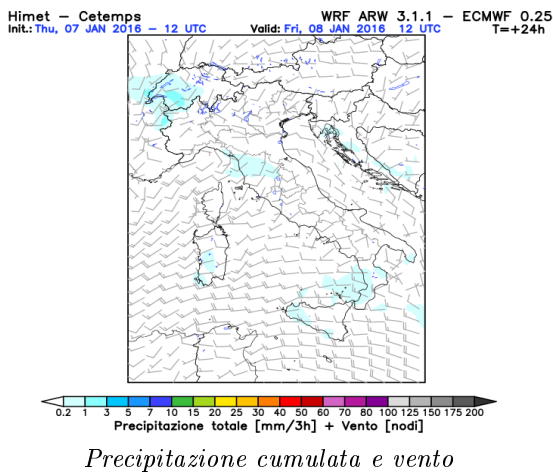 Himet – Cetemps WRF ARW 3.1.1 – ECMWF 0.25
Init.: Thu, 07 JAN 2016 – 12 UTC Valid: Fri, 08 JAN 2016 12 UTC T=+24h
0.2 1 3 5 7 10 15 20 25 30 40 50 60 70 80 100 125 150 175 200
Precipitazione totale [mm/3h] + Vento [nodi]
Precipitazione cumulata e vento